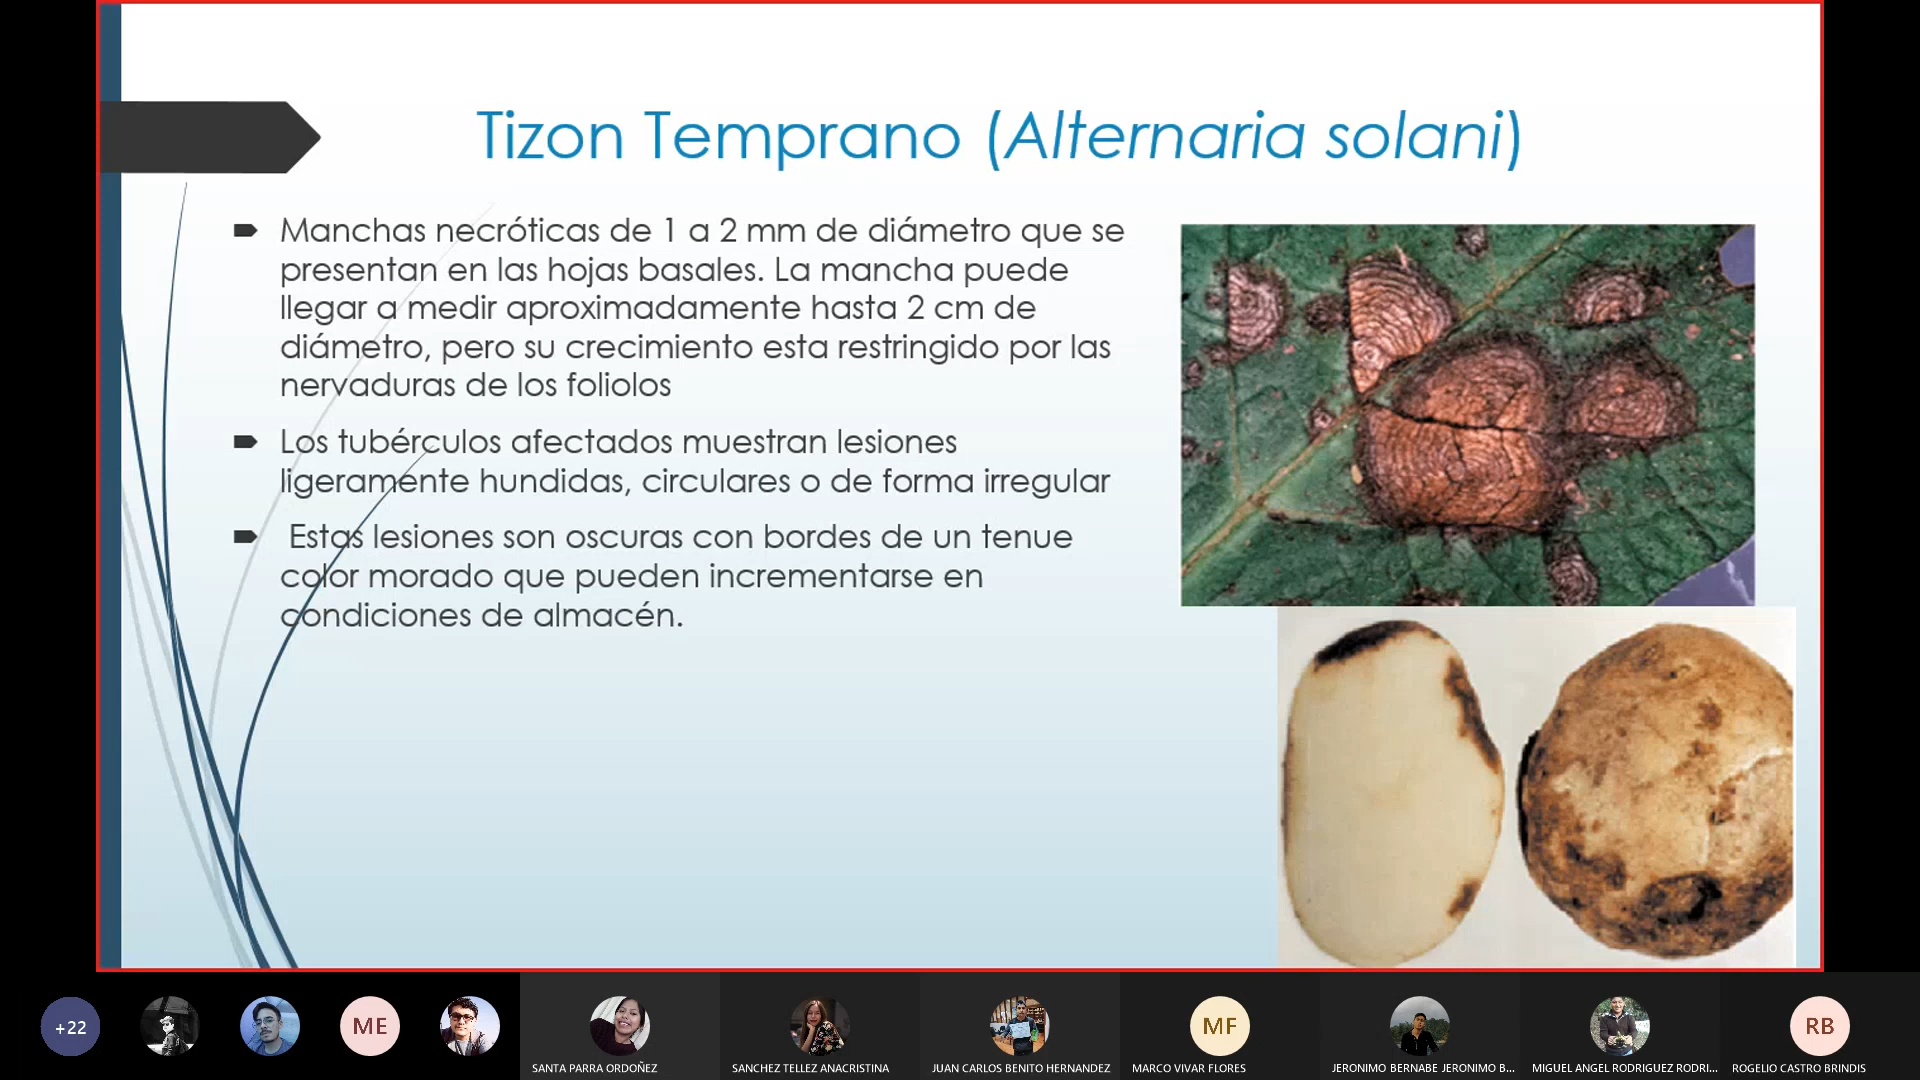 Tizon Temprano (Alternaria solani)
Manchas necróticas de 1 a 2 mm de diámetro que se
presentan en las hojas basales. La mancha puede
llegar a medir aproximadamente hasta 2 cm de
diámetro, pero su crecimiento esta restringido por las
nervaduras de los foliolos
Los tubérculos afectados muestran lesiones
ligeramente hundidas, circulares o de forma irregular
Estas lesiones son oscuras con bordes de un tenue
color morado que pueden incrementarse en
condiciones de almacén.
+22
ME
MF
RB
SANTA PARRA ORDOÑEZ
SANCHEZ TELLEZ ANACRISTINA
JUAN CARLOS BENITO HERNANDEZ
MARCO VIVAR FLORES
JERONIMO BERNABE JERONIMO B...
MIGUEL ANGEL RODRIGUEZ RODRI...
ROGELIO CASTRO BRINDIS